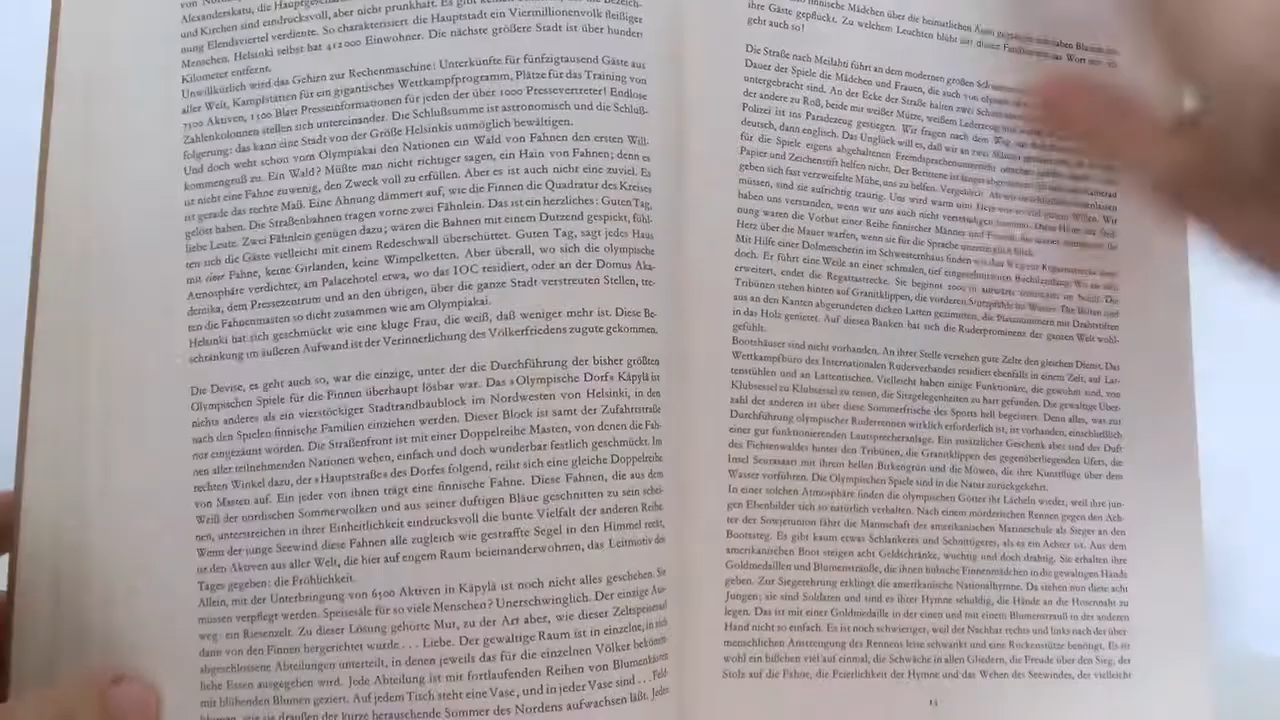 Alexanderskani, die
und Kirchen sind eindrucksvoll, aber nicht prunkhaft. Es gibt
nung Elendsviertel verdiente. So charakterisiert die Hauptstadt ein Viermillionenvolk fleißiger
Menschen. Helsinki selbst hat 412000 Einwohner. Die nächste größere Stadt ist über hundert
Kilometer entfernt.
Unwillkürlich wird das Gehirn zur Rechenmaschine: Unterkünfte für fünfzigtausend Gäste aus
aller Welt, Kampfstätten für ein gigantisches Wettkampfprogramm, Plätze für das Training von
7500 Aktiven, 1500 Blatt Presseinformationen für jeden der über 1000 Pressevertreter! Endlose
Zahlenkolonnen stellen sich untereinander. Die Schlußsumme ist astronomisch und die Schluß-
folgerung: das kann eine Stadt von der Größe Helsinkis unmöglich bewältigen.
Und doch weht schon vom Olympiakai den Nationen ein Wald von Fahnen den ersten Will-
kommengruß zu. Ein Wald? Müßte man nicht richtiger sagen, ein Hain von Fahnen; denn es
ist nicht eine Fahne zuwenig, den Zweck voll zu erfüllen. Aber es ist auch nicht eine zuviel. Es
ist gerade das rechte Maß. Eine Ahnung dämmert auf, wie die Finnen die Quadratur des Kreises
gelöst haben. Die Straßenbahnen tragen vorne zwei Fähnlein. Das ist ein herzliches: Guten Tag,
liebe Leute. Zwei Fähnlein genügen dazu; wären die Bahnen mit einem Dutzend gespickt, fühl-
ten sich die Gäste vielleicht mit einem Redeschwall überschüttet. Guten Tag, sagt jedes Haus
mit einer Fahne, keine Girlanden, keine Wimpelketten. Aber überall, wo sich die olympische
Atmosphäre verdichtet, am Palacehotel etwa, wo das IOC residiert, oder an der Domus Aka-
demika, dem Pressezentrum und an den übrigen, über die ganze Stadt verstreuten Stellen, tre-
ten die Fahnenmasten so dicht zusammen wie am Olympiakai.
Helsinki hat sich geschmückt wie eine kluge Frau, die weiß, daß weniger mehr ist. Diese Be-
schränkung im äußeren Aufwand ist der Verinnerlichung des Völkerfriedens zugute gekommen.
Die Devise, es geht auch so, war die einzige, unter der die Durchführung der bisher größten
Olympischen Spiele für die Finnen überhaupt lösbar war. Das »Olympische Dorf« Käpylä ist
nichts anderes als ein vierstöckiger Stadtrandbaublock im Nordwesten von Helsinki, in den
nach den Spielen finnische Familien einziehen werden. Dieser Block ist samt der Zufahrtsstraße
nur eingezäunt worden. Die Straßenfront ist mit einer Doppelreihe Masten, von denen die Fah-
nen aller teilnehmenden Nationen wehen, einfach und doch wunderbar festlich geschmückt. Im
rechten Winkel dazu, der »Hauptstraße« des Dorfes folgend, reiht sich eine gleiche Doppelreihe
von Masten auf. Ein jeder von ihnen trägt eine finnische Fahne. Diese Fahnen, die aus dem
Weiß der nordischen Sommerwolken und aus seiner duftigen Bläue geschnitten zu sein schei-
nen, unterstreichen in ihrer Einheitlichkeit eindrucksvoll die bunte Vielfalt der anderen Reihe
Wenn der junge Seewind diese Fahnen alle zugleich wie gestraffte Segel in den Himmel reckt,
ist den Aktiven aus aller Welt, die hier auf engem Raum beieinanderwohnen, das Leitmotiv des
Tages gegeben: die Fröhlichkeit.
Allein, mit der Unterbringung von 6500 Aktiven in Käpylä ist noch nicht alles geschehen. Sie
müssen verpflegt werden. Speisesäle für so viele Menschen? Unerschwinglich. Der einzige Aus-
weg: ein Riesenzelt. Zu dieser Lösung gehörte Mut, zu der Art aber, wie dieser Zeltspeisesaal
dann von den Finnen hergerichtet wurde . . . Liebe. Der gewaltige Raum ist in einzelne, in sich
abgeschlossene Abteilungen unterteilt, in denen jeweils das für die einzelnen Völker bekömm-
liche Essen ausgegeben wird. Jede Abteilung ist mit fortlaufenden Reihen von Blumenkästen
mit blühenden Blumen geziert. Auf jedem Tisch steht eine Vase, und in jeder Vase sind . . . Feld-
blumen, wie sie draußen der kurze berauschende Sommer des Nordens aufwachsen läßt. Jeder
finnische Mädchen über die heimatlichen
ihre Gäste gepflückt. Zu welchem Leuchten blüht
geht auch so!
Die Straße nach Meilahti führt an dem modernen großen
Dauer der Spiele die Mädchen und Frauen, die auch von
untergebracht sind. An der Ecke der Straße halten zwei
der andere zu Roß, beide mit weißer Mütze, weißem Lederzeug
Polizei ist ins Paradezeug gestiegen. Wir fragen nach dem Weg
deutsch, dann englisch. Das Unglück will es, daß wir an zwei
für die Spiele eigens abgehaltenen Fremdsprachenunterricht
Papier und Zeichenstift helfen nicht. Der Berittene ist
geben sich fast verzweifelte Mühe, uns zu helfen. Vergeblich.
müssen, sind sie aufrichtig traurig. Uns wird warm ums Herz Willen. Wir
haben uns verstanden, wenn wir uns auch nicht
nung waren die Vorhut einer Reihe finnischer Männer und
Herz über die Mauer warfen, wenn sie für die Sprache
Mit Hilfe einer Dolmetscherin im Schwesternhaus finden
doch. Er führt eine Weile an einer schmalen, tief eingeschnittenen
erweitert, endet die Regattastrecke. Sie beginnt 2000 m
Tribünen stehen hinten auf Granitklippen, die vorderen
aus an den Kanten abgerundeten dicken Latten gezimmert, die Platznummern mit Drahtstiften
in das Holz genietet. Auf diesen Bänken hat sich die Ruderprominenz der ganzen Welt wohl-
gefühlt.
Bootshäuser sind nicht vorhanden. An ihrer Stelle versehen gute Zelte den gleichen Dienst. Das
Wettkampfbüro des Internationalen Ruderverbandes residiert ebenfalls in einem Zelt, auf Lat-
tenstühlen und an Lattentischen. Vielleicht haben einige Funktionäre, die gewohnt sind, von
Klubsessel zu Klubsessel zu reisen, die Sitzgelegenheiten zu hart gefunden. Die gewaltige Über-
zahl der anderen ist über diese Sommerfrische des Sports hell begeistert. Denn alles, was zur
Durchführung olympischer Ruderrennen wirklich erforderlich ist, ist vorhanden, einschließlich
einer gut funktionierenden Lautsprecheranlage. Ein zusätzlicher Geschenk aber sind der Duft
des Fichtenwaldes hinter den Tribünen, die Granitklippen des gegenüberliegenden Ufers, die
Insel Seurasaari mit ihrem hellen Birkengrün und die Möwen, die ihre Kunstflüge über dem
Wasser vorführen. Die Olympischen Spiele sind in die Natur zurückgekehrt.
In einer solchen Atmosphäre finden die olympischen Götter ihr Lächeln wieder, weil ihre jun-
gen Ebenbilder sich so natürlich verhalten. Nach einem mörderischen Rennen gegen den Ach-
ter der Sowjetunion fährt die Mannschaft der amerikanischen Marineschule als Sieger an den
Bootssteg. Es gibt kaum etwas Schlankeres und Schnittigeres, als es ein Achter ist. Aus dem
amerikanischen Boot steigen acht Geldschränke, wuchtig und doch drahtig. Sie erhalten ihre
Goldmedaillen und Blumensträuße, die ihnen hübsche Finnenmädchen in die gewaltigen Hände
geben. Zur Siegerehrung erklingt die amerikanische Nationalhymne. Da stehen nun diese acht
Jungen; sie sind Soldaten und sind es ihrer Hymne schuldig, die Hände an die Hosennaht zu
legen. Das ist mit einer Goldmedaille in der einen und mit einem Blumenstrauß in der anderen
Hand nicht so einfach. Es ist noch schwieriger, weil der Nachbar rechts und links nach der über-
menschlichen Anstrengung des Rennens leise schwankt und eine Rückenstütze benötigt. Es ist
wohl ein bißchen viel auf einmal, die Schwäche in allen Gliedern, die Freude über den Sieg, der
Stolz auf die Fahne, die Feierlichkeit der Hymne und das Wehen des Seewindes, der vielleicht
13